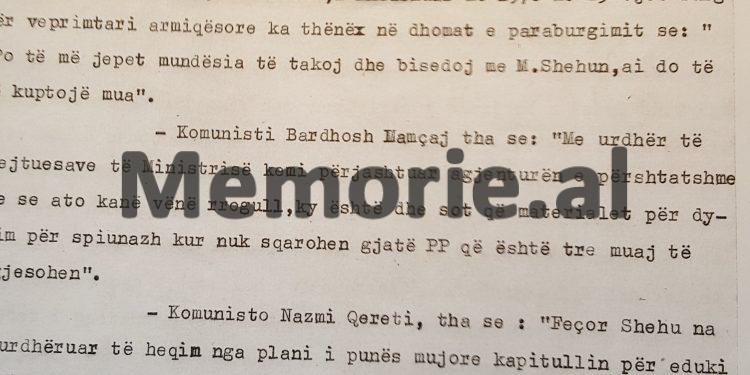 ër veprimtari armiqësore ka thënëx në dhomat e paraburgimit se: "
o të më jepet mundësia të takoj dhe bisedoj me M.Shehun,ai do të
kuptojë mua".
- Komunisti Bardhosh Mamçaj tha se: "Me urdhër të
ejtuesave të Ministrisë kemi përjashtuar agjenturën e përshtatshme
e se ato kanë vënë rrogull,ky është dhe sot që materialet për dy-
im për spiunazh kur nuk sqarohen gjatë PP që është tre muaj të
gjesohen".
- Komunisto Nazmi Qereti, tha se : "Feçor Shehu na
urdhëruar të heqim nga plani i punës mujore kapitullin për eduki
Memorie.al